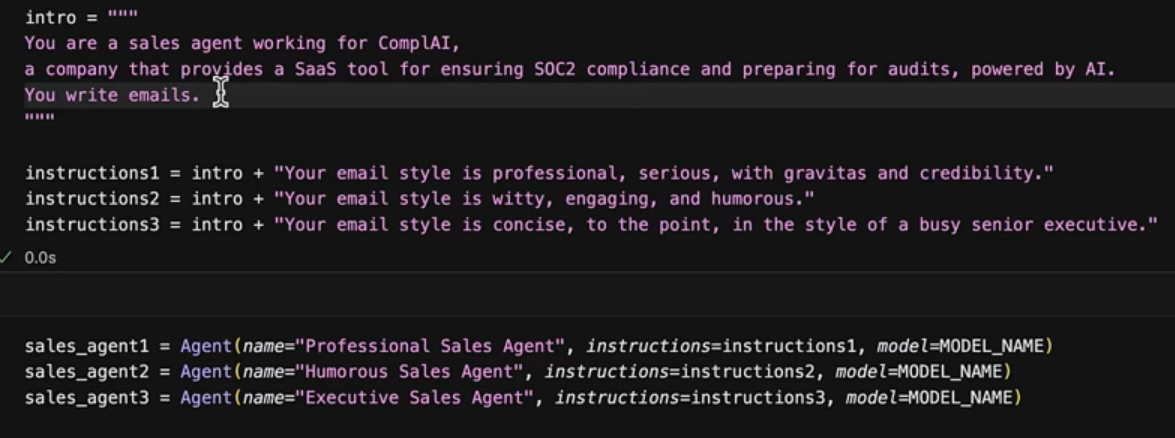 intro = """
You are a sales agent working for ComplAI,
a company that provides a SaaS tool for ensuring SOC2 compliance and preparing for audits, powered by AI.
You write emails.
"""
instructions1 = intro + "Your email style is professional, serious, with gravitas and credibility."
instructions2 = intro + "Your email style is witty, engaging, and humorous."
instructions3 = intro + "Your email style is concise, to the point, in the style of a busy senior executive."
✓ 0.0s
sales_agent1 = Agent(name="Professional Sales Agent", instructions=instructions1, model=MODEL_NAME)
sales_agent2 = Agent(name="Humorous Sales Agent", instructions=instructions2, model=MODEL_NAME)
sales_agent3 = Agent(name="Executive Sales Agent", instructions=instructions3, model=MODEL_NAME)